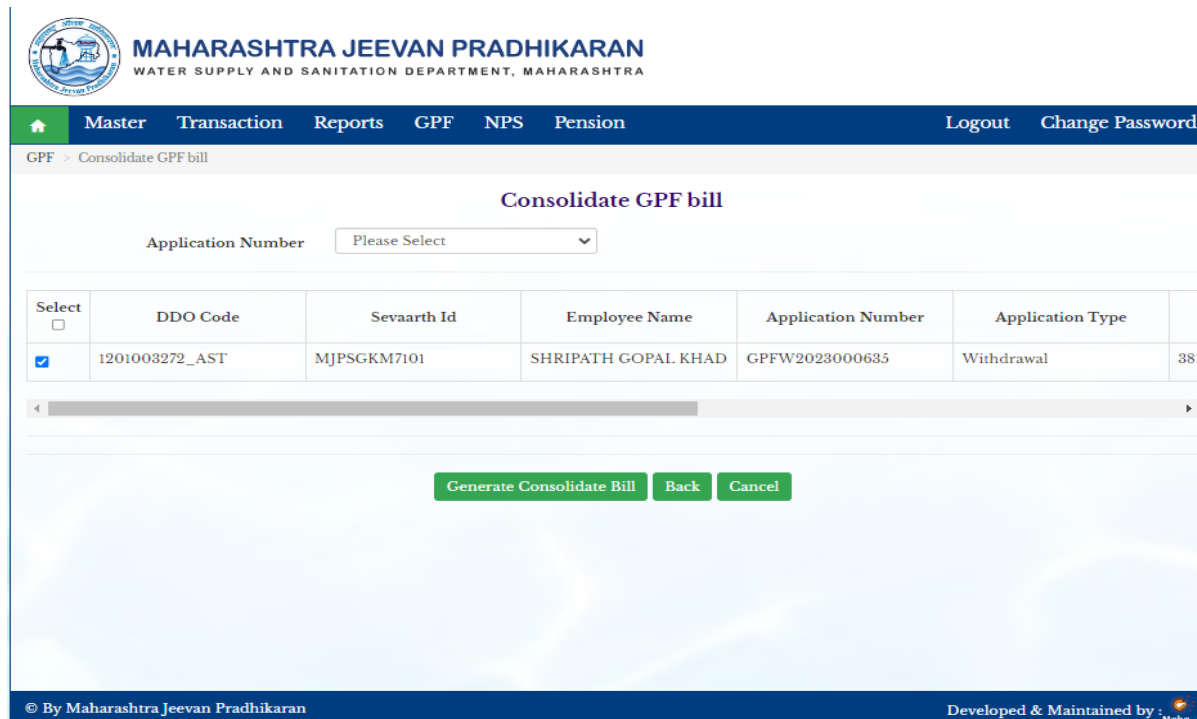 MAHARASHTRA JEEVAN PRADHIKARAN
WATER SUPPLY AND SANITATION DEPARTMENT, MAHARASHTRA
Master Transaction Reports GPF NPS Pension Logout Change Password
GPF > Consolidate GPF bill
Consolidate GPF bill
Application Number Please Select
Select DDO Code Sevaarth Id Employee Name Application Number Application Type
1201003272_AST MJPSGKM7101 SHRIPATH GOPAL KHAD GPFW2023000635 Withdrawal 38
Generate Consolidate Bill Back Cancel
© By Maharashtra Jeevan Pradhikaran Developed & Maintained by :